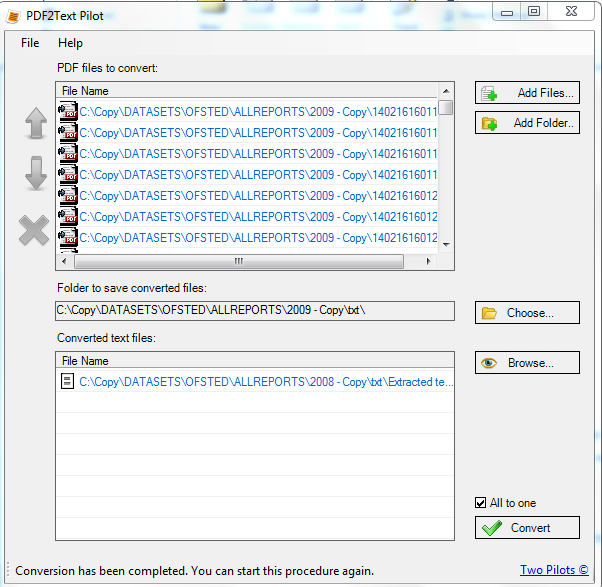 PDF2Text Pilot
File Help
PDF files to convert:
File Name
C:\Copy\DATASETS\OFSTED\ALLREPORTS\2009 - Copy\14021616011
C:\Copy\DATASETS\OFSTED\ALLREPORTS\2009 - Copy\14021616011
C:\Copy\DATASETS\OFSTED\ALLREPORTS\2009 - Copy\14021616011
C:\Copy\DATASETS\OFSTED\ALLREPORTS\2009 - Copy\14021616011
C:\Copy\DATASETS\OFSTED\ALLREPORTS\2009 - Copy\14021616012
C:\Copy\DATASETS\OFSTED\ALLREPORTS\2009 - Copy\14021616012
C:\Copy\DATASETS\OFSTED\ALLREPORTS\2009 - Copy\14021616012
Add Files...
Add Folder..
Folder to save converted files:
C:\Copy\DATASETS\OFSTED\ALLREPORTS\2009 - Copy\txt\
Choose...
Converted text files:
File Name
C:\Copy\DATASETS\OFSTED\ALLREPORTS\2008 - Copy\txt\Extracted te...
Browse...
All to one
Convert
Conversion has been completed. You can start this procedure again.
Two Pilots ©